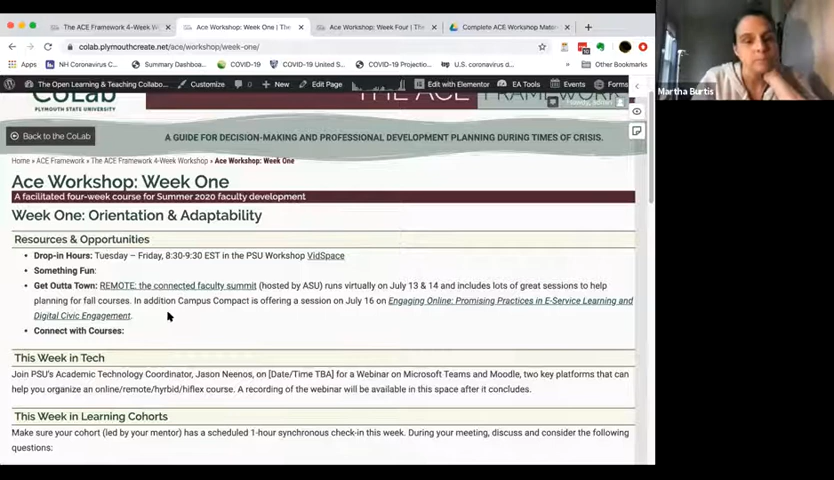 The ACE Framework 4-Week W
Ace Workshop: Week One | The
Ace Workshop: Week Four | The
Complete ACE Workshop Mater
colab.plymouthcreate.net/ace/workshop/week-one/
Apps
NH Coronavirus C...
Summary Dashboa...
COVID-19
COVID-19 United S...
COVID-19 Projectio...
U.S. coronavirus d...
Other Bookmarks
The Open Learning & Teaching Collabo...
Customize
1
New
Edit Page
Edit with Elementor
EA Tools
Events
Forms
CoLab
PLYMOUTH STATE UNIVERSITY
THE ACE FRAMEWORK
Howdy, admin
Back to the CoLab
A GUIDE FOR DECISION-MAKING AND PROFESSIONAL DEVELOPMENT PLANNING DURING TIMES OF CRISIS.
Home » ACE Framework » The ACE Framework 4-Week Workshop » Ace Workshop: Week One
Ace Workshop: Week One
A facilitated four-week course for Summer 2020 faculty development
Week One: Orientation & Adaptability
Resources & Opportunities
• Drop-in Hours: Tuesday – Friday, 8:30-9:30 EST in the PSU Workshop VidSpace
• Something Fun:
• Get Outta Town: REMOTE: the connected faculty summit (hosted by ASU) runs virtually on July 13 & 14 and includes lots of great sessions to help
planning for fall courses. In addition Campus Compact is offering a session on July 16 on Engaging Online: Promising Practices in E-Service Learning and
Digital Civic Engagement.
• Connect with Courses:
This Week in Tech
Join PSU's Academic Technology Coordinator, Jason Neenos, on [Date/Time TBA] for a Webinar on Microsoft Teams and Moodle, two key platforms that can
help you organize an online/remote/hyrbid/hiflex course. A recording of the webinar will be available in this space after it concludes.
This Week in Learning Cohorts
Make sure your cohort (led by your mentor) has a scheduled 1-hour synchronous check-in this week. During your meeting, discuss and consider the following
questions:
Martha Burtis